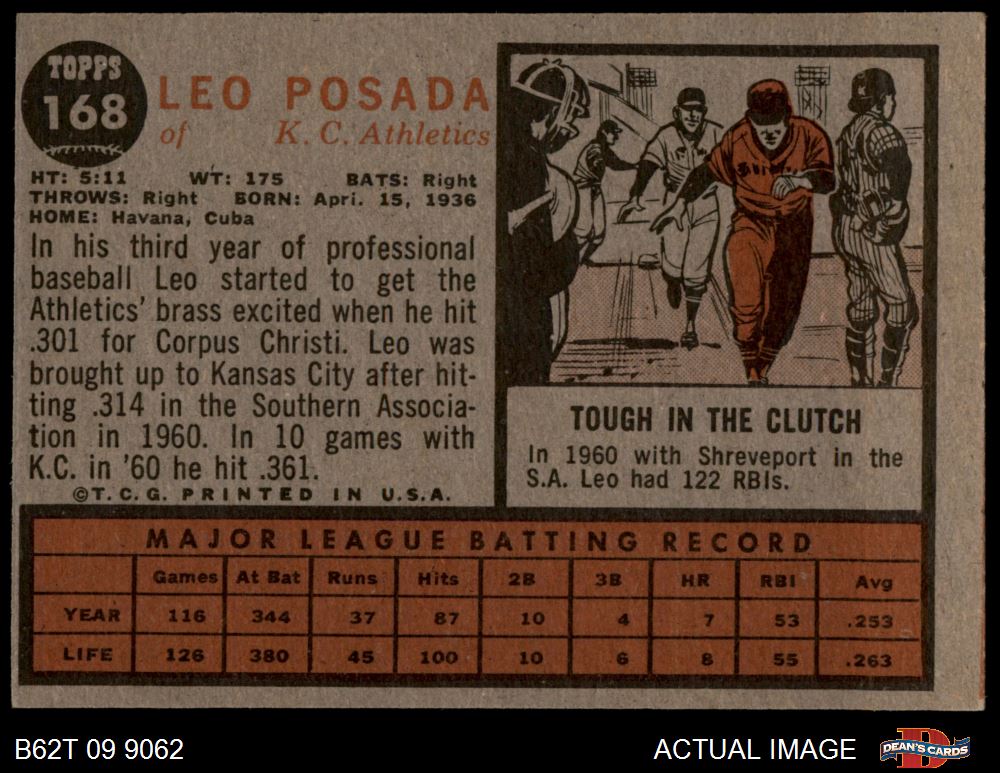 TOPPS
168
LEO POSADA
of K. C. Athletics
HT: 5:11 WT: 175 BATS: Right
THROWS: Right BORN: Apri. 15, 1936
HOME: Havana, Cuba
In his third year of professional
baseball Leo started to get the
Athletics' brass excited when he hit
.301 for Corpus Christi. Leo was
brought up to Kansas City after hit-
ting .314 in the Southern Associa-
tion in 1960. In 10 games with
K.C. in '60 he hit .361.
©T.C.G. PRINTED IN U.S.A.
TOUGH IN THE CLUTCH
In 1960 with Shreveport in the
S.A. Leo had 122 RBIs.
MAJOR LEAGUE BATTING RECORD
Games At Bat Runs Hits 2B 3B HR RBI Avg
YEAR 116 344 37 87 10 4 7 53 .253
LIFE 126 380 45 100 10 6 8 55 .263
B62T 09 9062 ACTUAL IMAGE DEAN'S CARDS